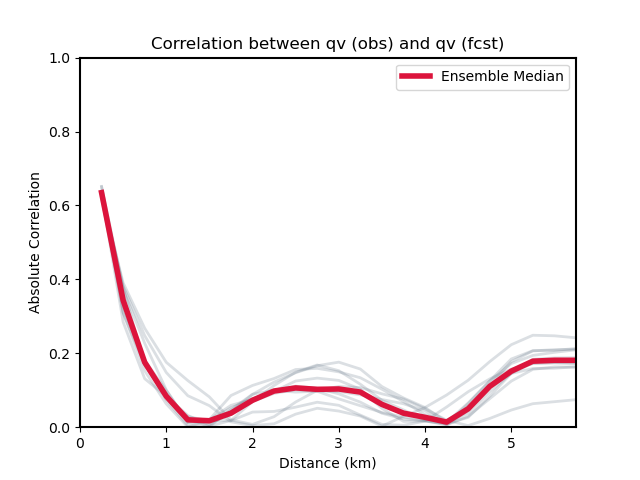 Correlation between qv (obs) and qv (fcst)
1.0
Ensemble Median
0.8
0.6
0.4
0.2
0.0
Absolute Correlation
0 1 2 3 4 5
Distance (km)